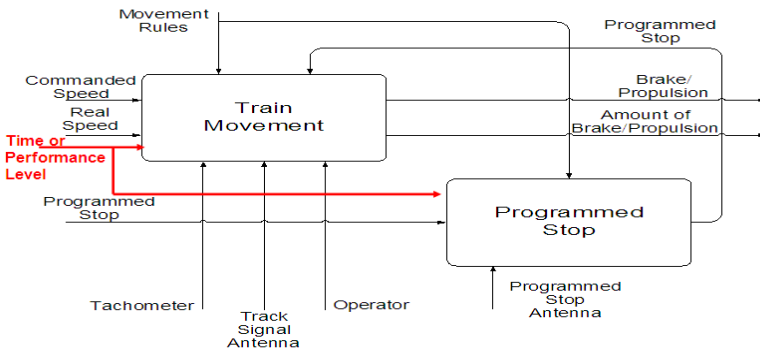 Movement
Rules
Programmed
Stop
Commanded
Speed
Real
Speed
Time or
Performance
Level
Train
Movement
Brake/
Propulsion
Amount of
Brake/Propulsion
Programmed
Stop
Programmed
Stop
Tachometer
Track
Signal
Antenna
Operator
Programmed
Stop
Antenna